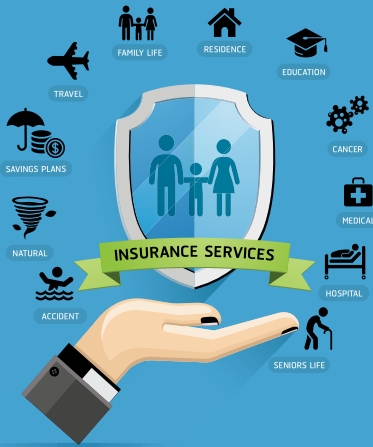 FAMILY LIFE
RESIDENCE
EDUCATION
TRAVEL
CANCER
SAVINGS PLANS
MEDICAL
NATURAL
INSURANCE SERVICES
HOSPITAL
ACCIDENT
SENIORS LIFE
$